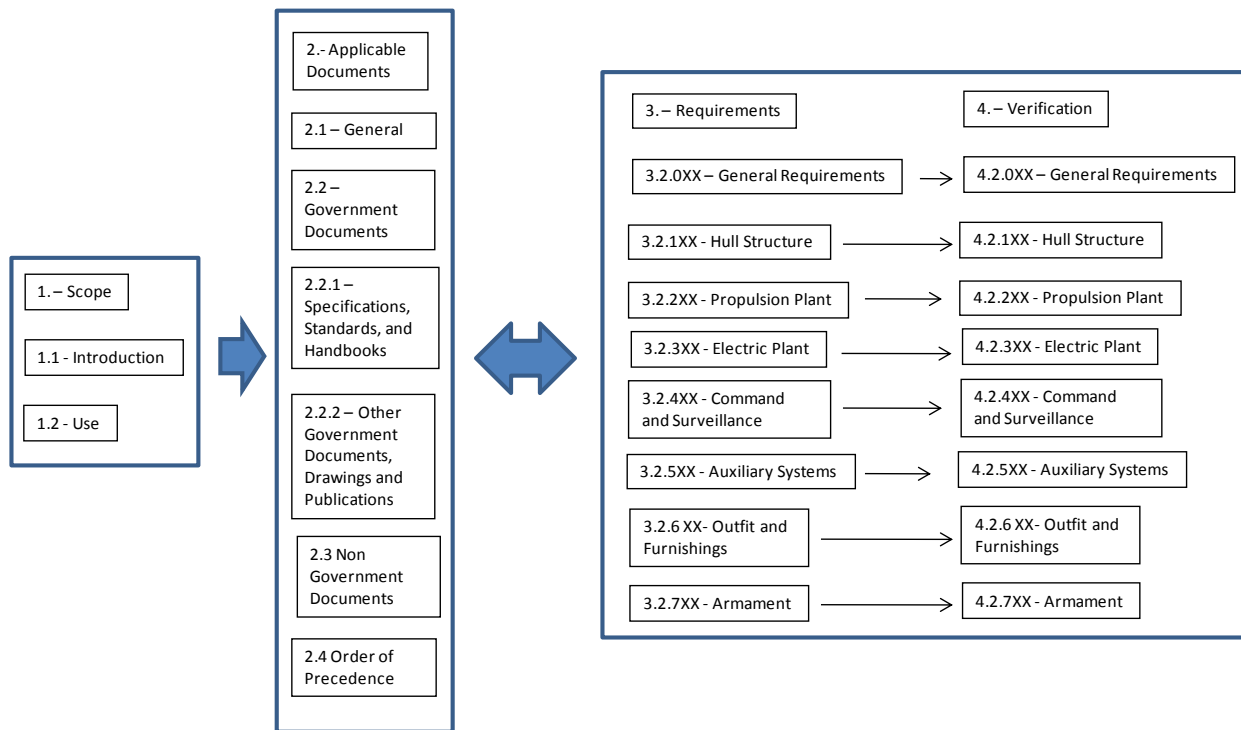 1.– Scope
1.1 - Introduction
1.2 - Use
2.- Applicable
Documents
2.1 – General
2.2 –
Government
Documents
2.2.1 –
Specifications,
Standards, and
Handbooks
2.2.2 – Other
Government
Documents,
Drawings and
Publications
2.3 Non
Government
Documents
2.4 Order of
Precedence
3.– Requirements
4.– Verification
3.2.0XX – General Requirements
4.2.0XX – General Requirements
3.2.1XX - Hull Structure
4.2.1XX - Hull Structure
3.2.2XX - Propulsion Plant
4.2.2XX - Propulsion Plant
3.2.3XX - Electric Plant
4.2.3XX - Electric Plant
3.2.4XX - Command
and Surveillance
4.2.4XX - Command
and Surveillance
3.2.5XX - Auxiliary Systems
4.2.5XX - Auxiliary Systems
3.2.6 XX- Outfit and
Furnishings
4.2.6 XX- Outfit and
Furnishings
3.2.7XX - Armament
4.2.7XX - Armament